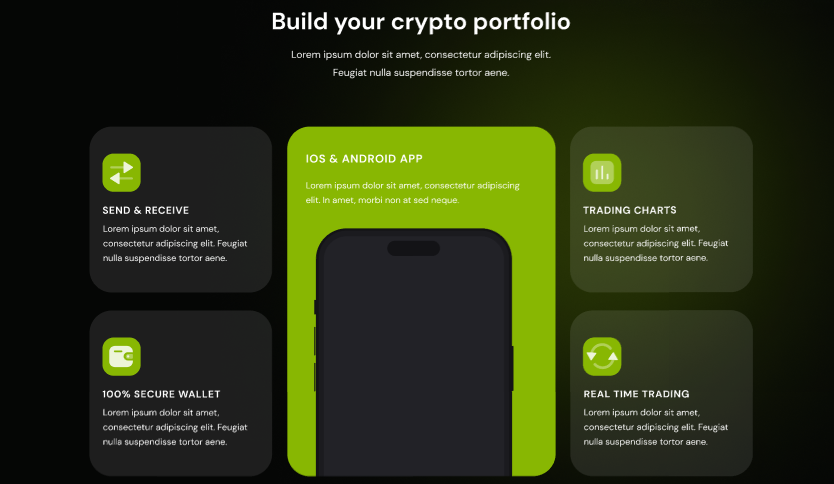 Build your crypto portfolio
Lorem ipsum dolor sit amet, consectetur adipiscing elit.
Feugiat nulla suspendisse tortor aene.
SEND & RECEIVE
Lorem ipsum dolor sit amet,
consectetur adipiscing elit. Feugiat
nulla suspendisse tortor aene.
100% SECURE WALLET
Lorem ipsum dolor sit amet,
consectetur adipiscing elit. Feugiat
nulla suspendisse tortor aene.
IOS & ANDROID APP
Lorem ipsum dolor sit amet, consectetur adipiscing
elit. In amet, morbi non at sed neque.
TRADING CHARTS
Lorem ipsum dolor sit amet,
consectetur adipiscing elit. Feugiat
nulla suspendisse tortor aene.
REAL TIME TRADING
Lorem ipsum dolor sit amet,
consectetur adipiscing elit. Feugiat
nulla suspendisse tortor aene.